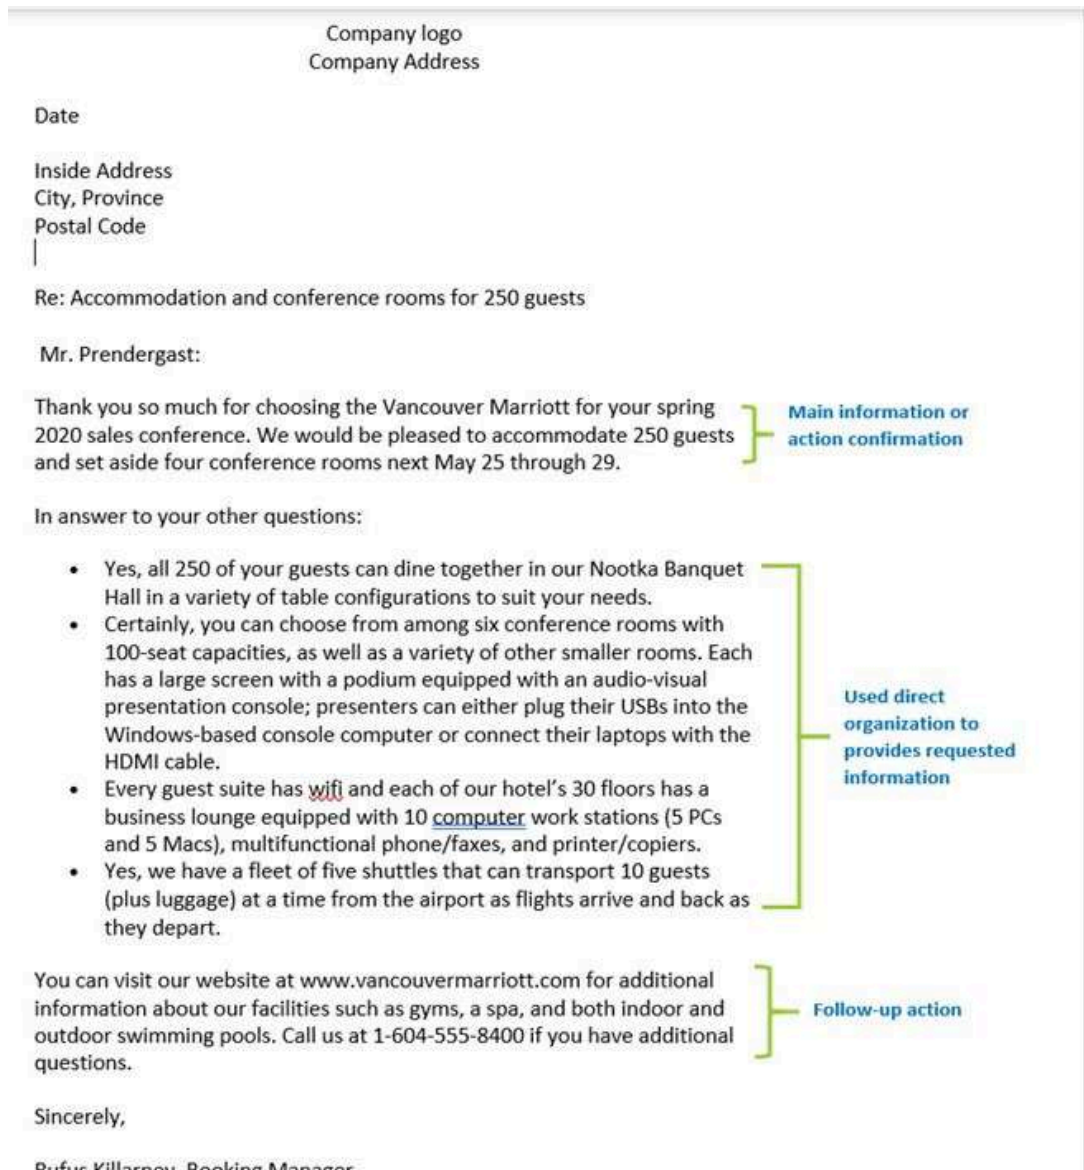 Company logo
Company Address
Date
Inside Address
City, Province
Postal Code
Re: Accommodation and conference rooms for 250 guests
Mr. Prendergast:
Thank you so much for choosing the Vancouver Marriott for your spring
2020 sales conference. We would be pleased to accommodate 250 guests
and set aside four conference rooms next May 25 through 29.
Main information or
action confirmation
In answer to your other questions:
• Yes, all 250 of your guests can dine together in our Nootka Banquet
Hall in a variety of table configurations to suit your needs.
• Certainly, you can choose from among six conference rooms with
100-seat capacities, as well as a variety of other smaller rooms. Each
has a large screen with a podium equipped with an audio-visual
presentation console; presenters can either plug their USBs into the
Windows-based console computer or connect their laptops with the
HDMI cable.
• Every guest suite has wifi and each of our hotel's 30 floors has a
business lounge equipped with 10 computer work stations (5 PCs
and 5 Macs), multifunctional phone/faxes, and printer/copiers.
• Yes, we have a fleet of five shuttles that can transport 10 guests
(plus luggage) at a time from the airport as flights arrive and back as
they depart.
Used direct
organization to
provides requested
information
You can visit our website at www.vancouvermarriott.com for additional
information about our facilities such as gyms, a spa, and both indoor and
outdoor swimming pools. Call us at 1-604-555-8400 if you have additional
questions.
Follow-up action
Sincerely,
Rufus Killarney, Booking Manager